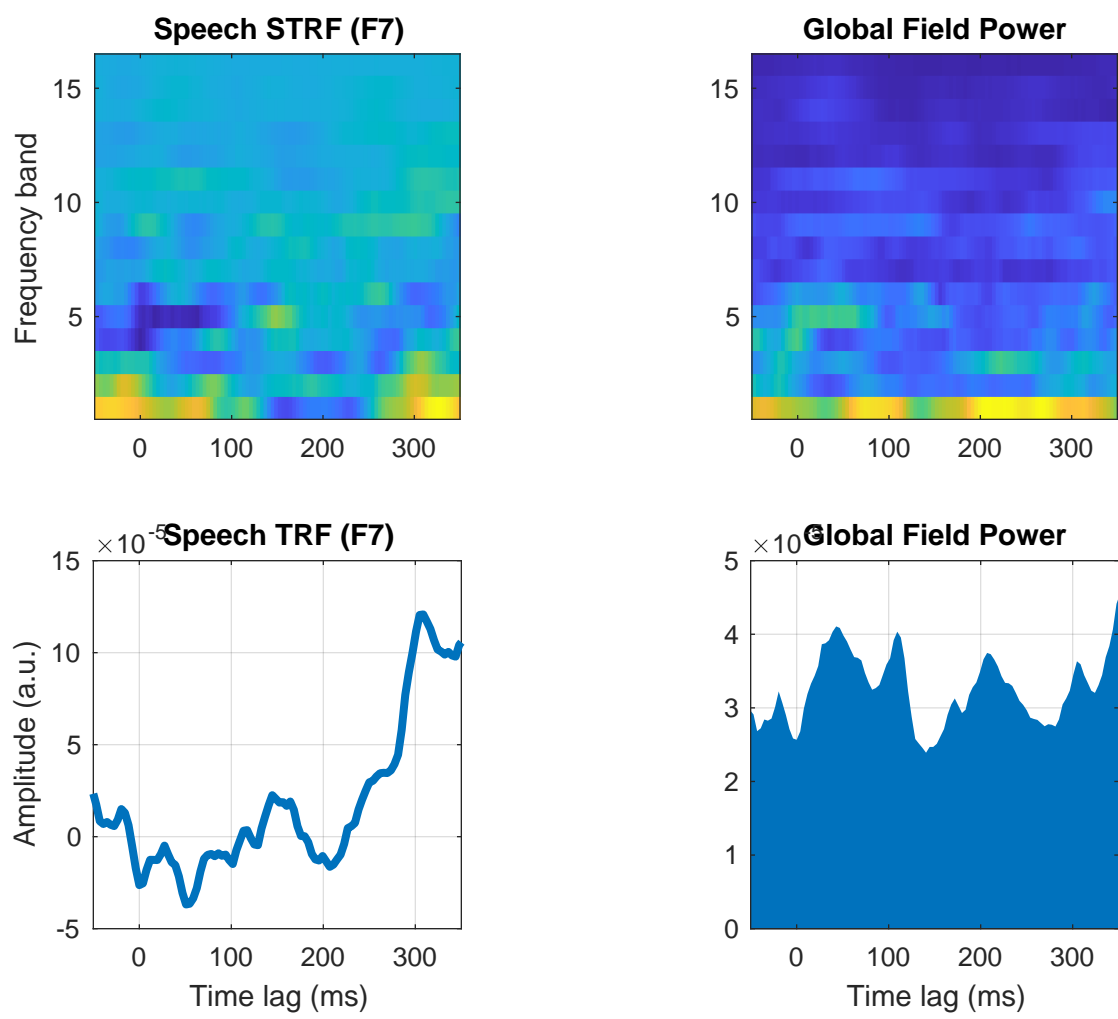 Speech STRF (F7)
Frequency band
15
10
5
0 100 200 300
Global Field Power
15
10
5
0 100 200 300
Speech TRF (F7)
×10⁻⁵
Amplitude (a.u.)
15
10
5
0
-5
0 100 200 300
Time lag (ms)
Global Field Power
×10⁻⁵
5
4
3
2
1
0
0 100 200 300
Time lag (ms)